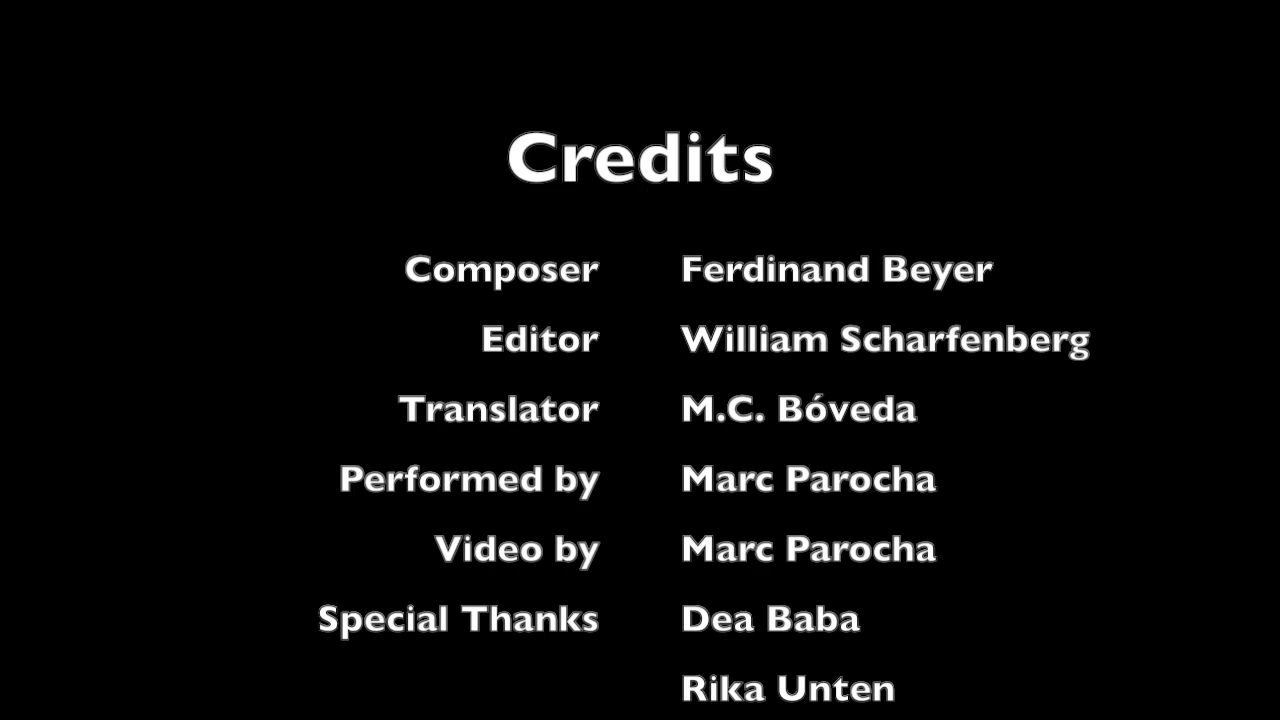 Credits
Composer Ferdinand Beyer
Editor William Scharfenberg
Translator M.C. Bóveda
Performed by Marc Parocha
Video by Marc Parocha
Special Thanks Dea Baba
Rika Unten